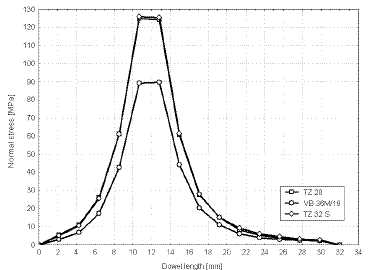 130
120
110
100
90
80
70
60
50
40
30
20
10
0
Normal stress [MPa]
TZ 28
VB 36M/18
TZ 32 S
0 2 4 6 8 10 12 14 16 18 20 22 24 26 28 30 32 34
Dowel length [mm]